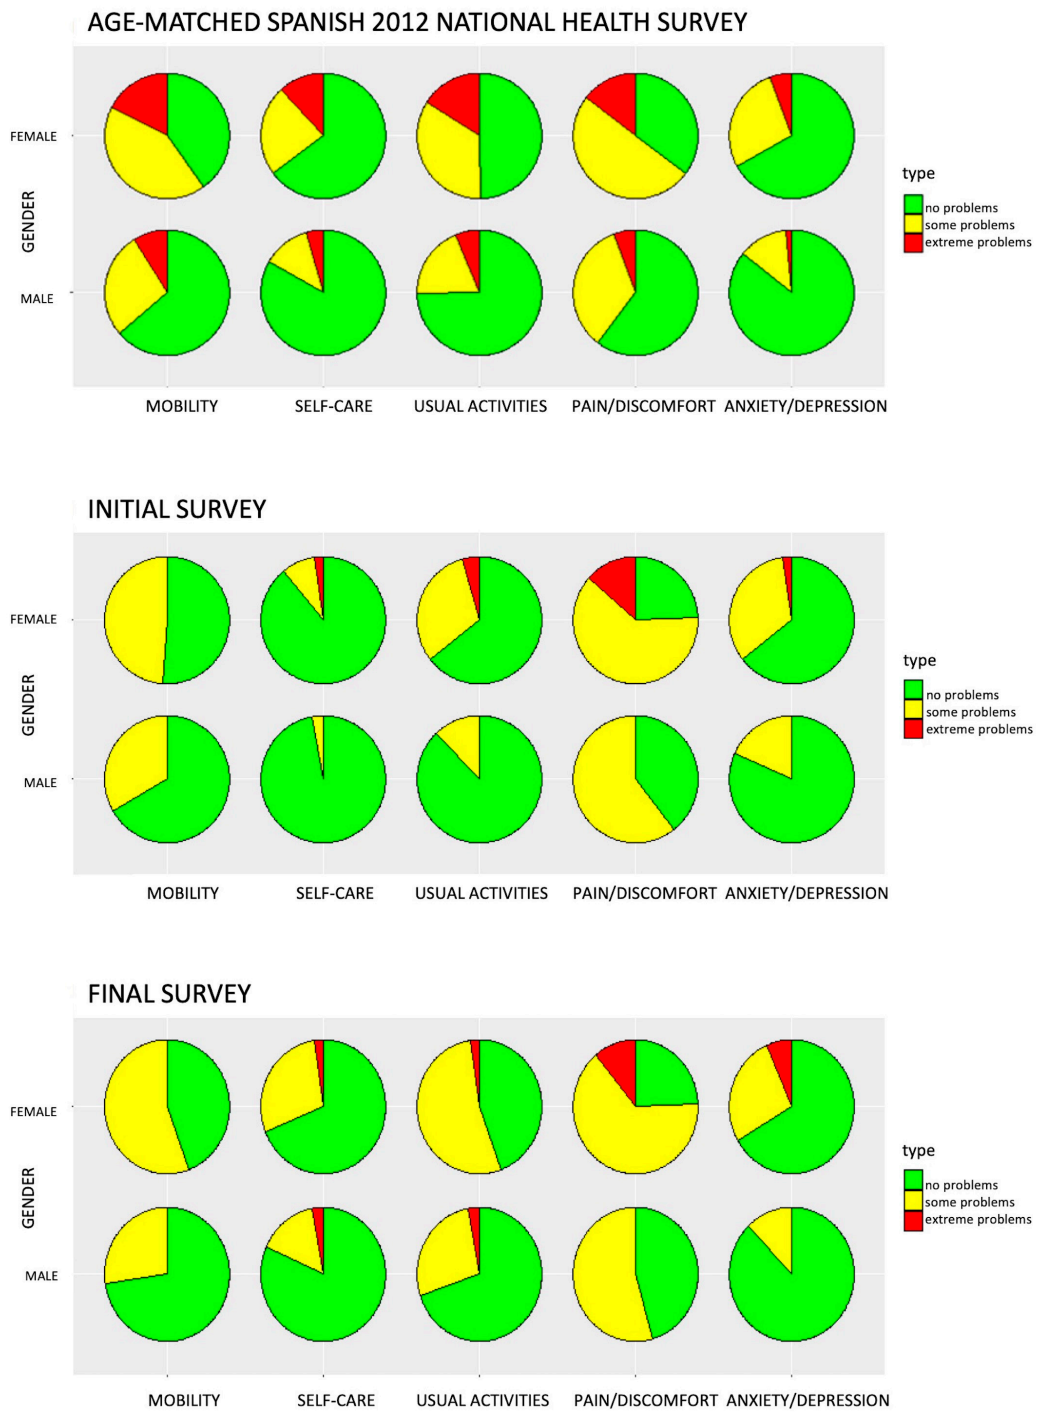 AGE-MATCHED SPANISH 2012 NATIONAL HEALTH SURVEY
FEMALE
GENDER
MALE
MOBILITY SELF-CARE USUAL ACTIVITIES PAIN/DISCOMFORT ANXIETY/DEPRESSION
type
no problems
some problems
extreme problems
INITIAL SURVEY
FEMALE
GENDER
MALE
MOBILITY SELF-CARE USUAL ACTIVITIES PAIN/DISCOMFORT ANXIETY/DEPRESSION
type
no problems
some problems
extreme problems
FINAL SURVEY
FEMALE
GENDER
MALE
MOBILITY SELF-CARE USUAL ACTIVITIES PAIN/DISCOMFORT ANXIETY/DEPRESSION
type
no problems
some problems
extreme problems